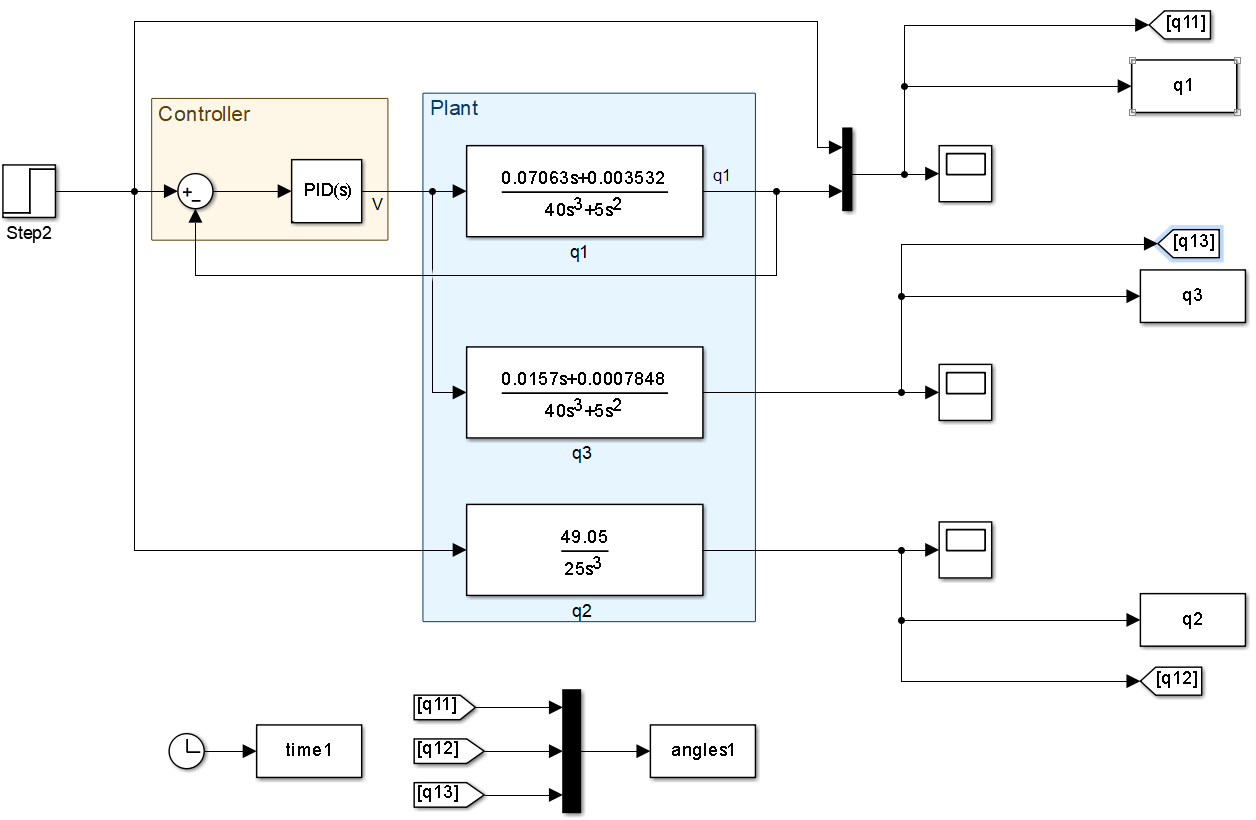 [q11]
q1
Controller
Plant
+
−
PID(s)
V
0.07063s+0.003532
40s³+5s²
q1
q1
Step2
[q13]
q3
0.0157s+0.0007848
40s³+5s²
q3
49.05
25s³
q2
q2
[q12]
[q11]
[q12]
[q13]
time1
angles1